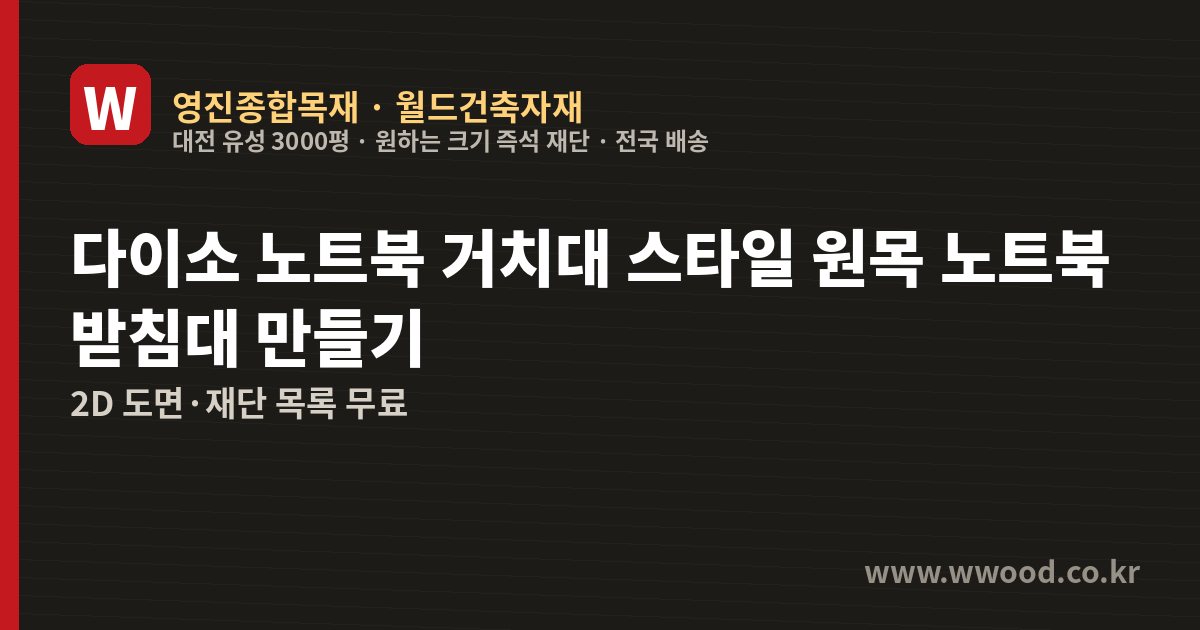 W
영진종합목재 · 월드건축자재
대전 유성 3000평 · 원하는 크기 즉석 재단 · 전국 배송
다이소 노트북 거치대 스타일 원목 노트북
받침대 만들기
2D 도면·재단 목록 무료
www.wwood.co.kr